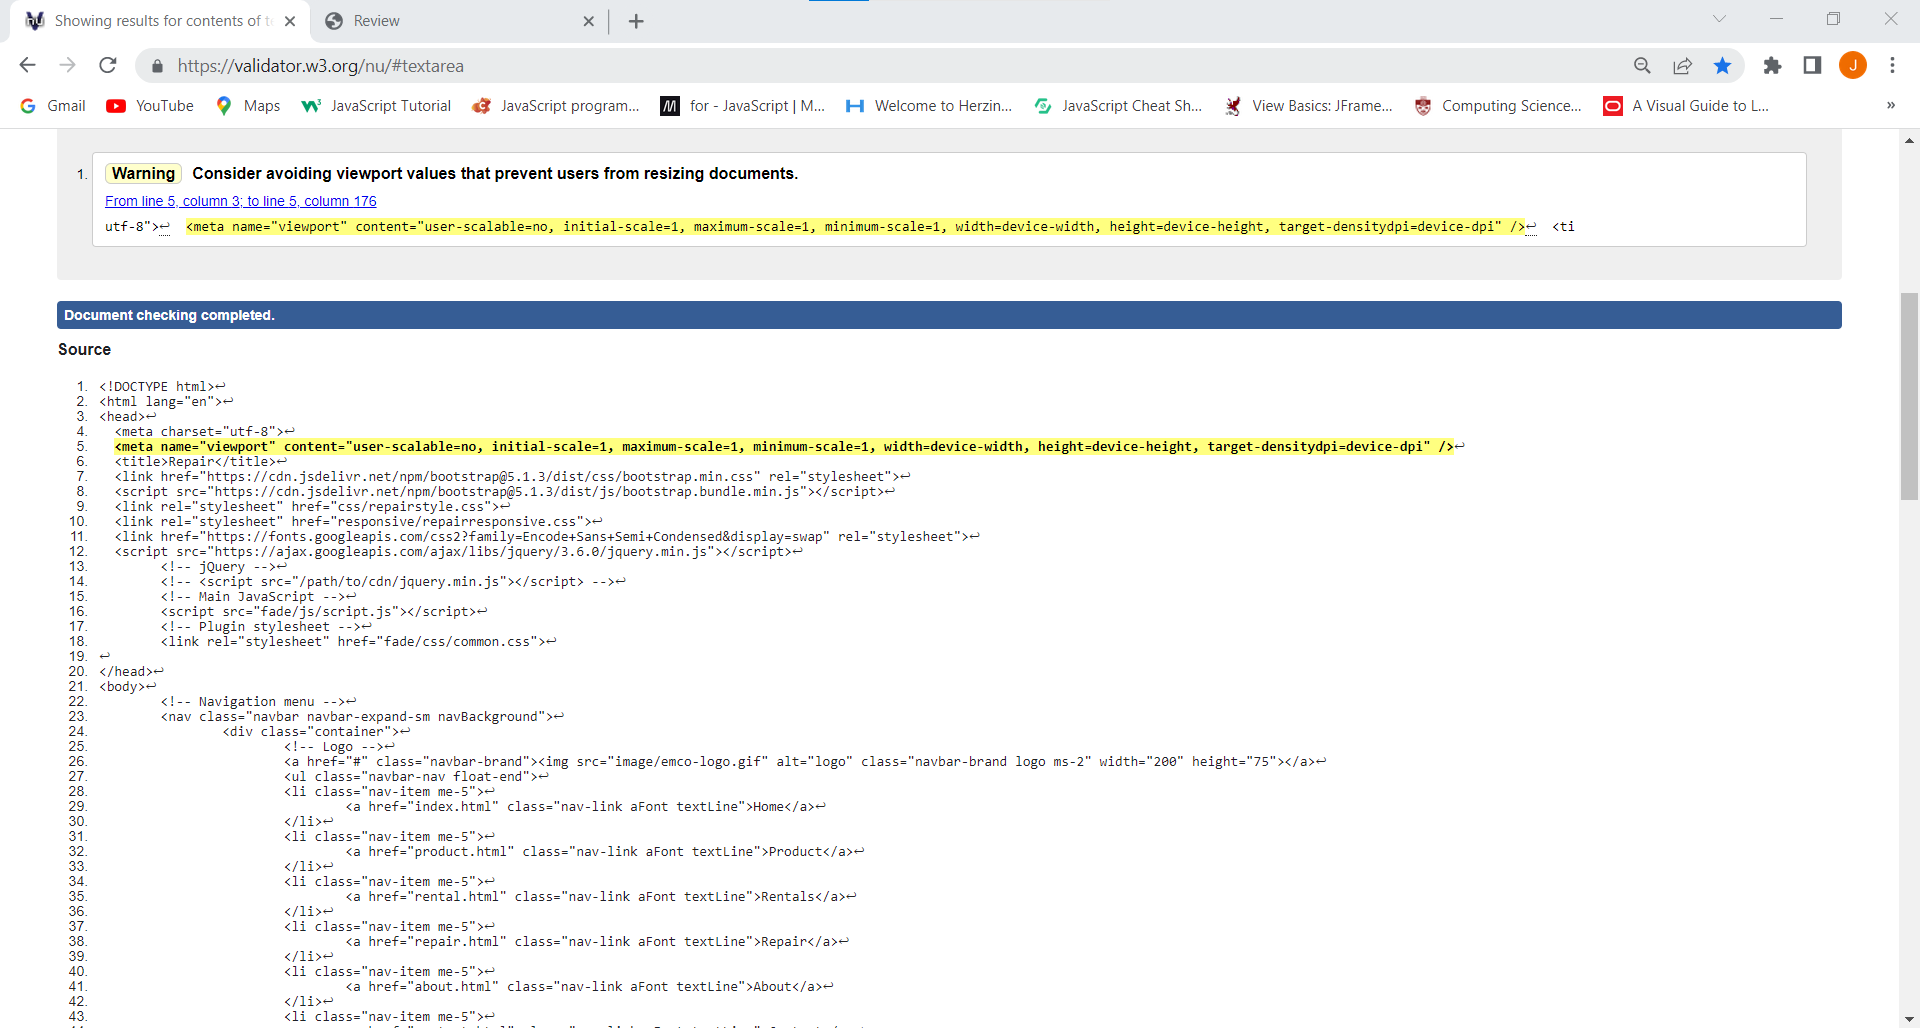 Showing results for contents of te
Review
https://validator.w3.org/nu/#textarea
J
Gmail
YouTube
Maps
JavaScript Tutorial
JavaScript program...
for - JavaScript | M...
Welcome to Herzin...
JavaScript Cheat Sh...
View Basics: JFrame...
Computing Science...
A Visual Guide to L...
»
1. Warning Consider avoiding viewport values that prevent users from resizing documents.
From line 5, column 3; to line 5, column 176
utf-8">↩  <meta name="viewport" content="user-scalable=no, initial-scale=1, maximum-scale=1, minimum-scale=1, width=device-width, height=device-height, target-densitydpi=device-dpi" />↩  <ti
Document checking completed.
Source
1. <!DOCTYPE html>↩
2. <html lang="en">↩
3. <head>↩
4.   <meta charset="utf-8">↩
5.   <meta name="viewport" content="user-scalable=no, initial-scale=1, maximum-scale=1, minimum-scale=1, width=device-width, height=device-height, target-densitydpi=device-dpi" />↩
6.   <title>Repair</title>↩
7.   <link href="https://cdn.jsdelivr.net/npm/bootstrap@5.1.3/dist/css/bootstrap.min.css" rel="stylesheet">↩
8.   <script src="https://cdn.jsdelivr.net/npm/bootstrap@5.1.3/dist/js/bootstrap.bundle.min.js"></script>↩
9.   <link rel="stylesheet" href="css/repairstyle.css">↩
10.   <link rel="stylesheet" href="responsive/repairresponsive.css">↩
11.   <link href="https://fonts.googleapis.com/css2?family=Encode+Sans+Semi+Condensed&display=swap" rel="stylesheet">↩
12.   <script src="https://ajax.googleapis.com/ajax/libs/jquery/3.6.0/jquery.min.js"></script>↩
13.         <!-- jQuery -->↩
14.         <!-- <script src="/path/to/cdn/jquery.min.js"></script> -->↩
15.         <!-- Main JavaScript -->↩
16.         <script src="fade/js/script.js"></script>↩
17.         <!-- Plugin stylesheet -->↩
18.         <link rel="stylesheet" href="fade/css/common.css">↩
19. ↩
20. </head>↩
21. <body>↩
22.         <!-- Navigation menu -->↩
23.         <nav class="navbar navbar-expand-sm navBackground">↩
24.                 <div class="container">↩
25.                         <!-- Logo -->↩
26.                         <a href="#" class="navbar-brand"><img src="image/emco-logo.gif" alt="logo" class="navbar-brand logo ms-2" width="200" height="75"></a>↩
27.                         <ul class="navbar-nav float-end">↩
28.                         <li class="nav-item me-5">↩
29.                                 <a href="index.html" class="nav-link aFont textLine">Home</a>↩
30.                         </li>↩
31.                         <li class="nav-item me-5">↩
32.                                 <a href="product.html" class="nav-link aFont textLine">Product</a>↩
33.                         </li>↩
34.                         <li class="nav-item me-5">↩
35.                                 <a href="rental.html" class="nav-link aFont textLine">Rentals</a>↩
36.                         </li>↩
37.                         <li class="nav-item me-5">↩
38.                                 <a href="repair.html" class="nav-link aFont textLine">Repair</a>↩
39.                         </li>↩
40.                         <li class="nav-item me-5">↩
41.                                 <a href="about.html" class="nav-link aFont textLine">About</a>↩
42.                         </li>↩
43.                         <li class="nav-item me-5">↩